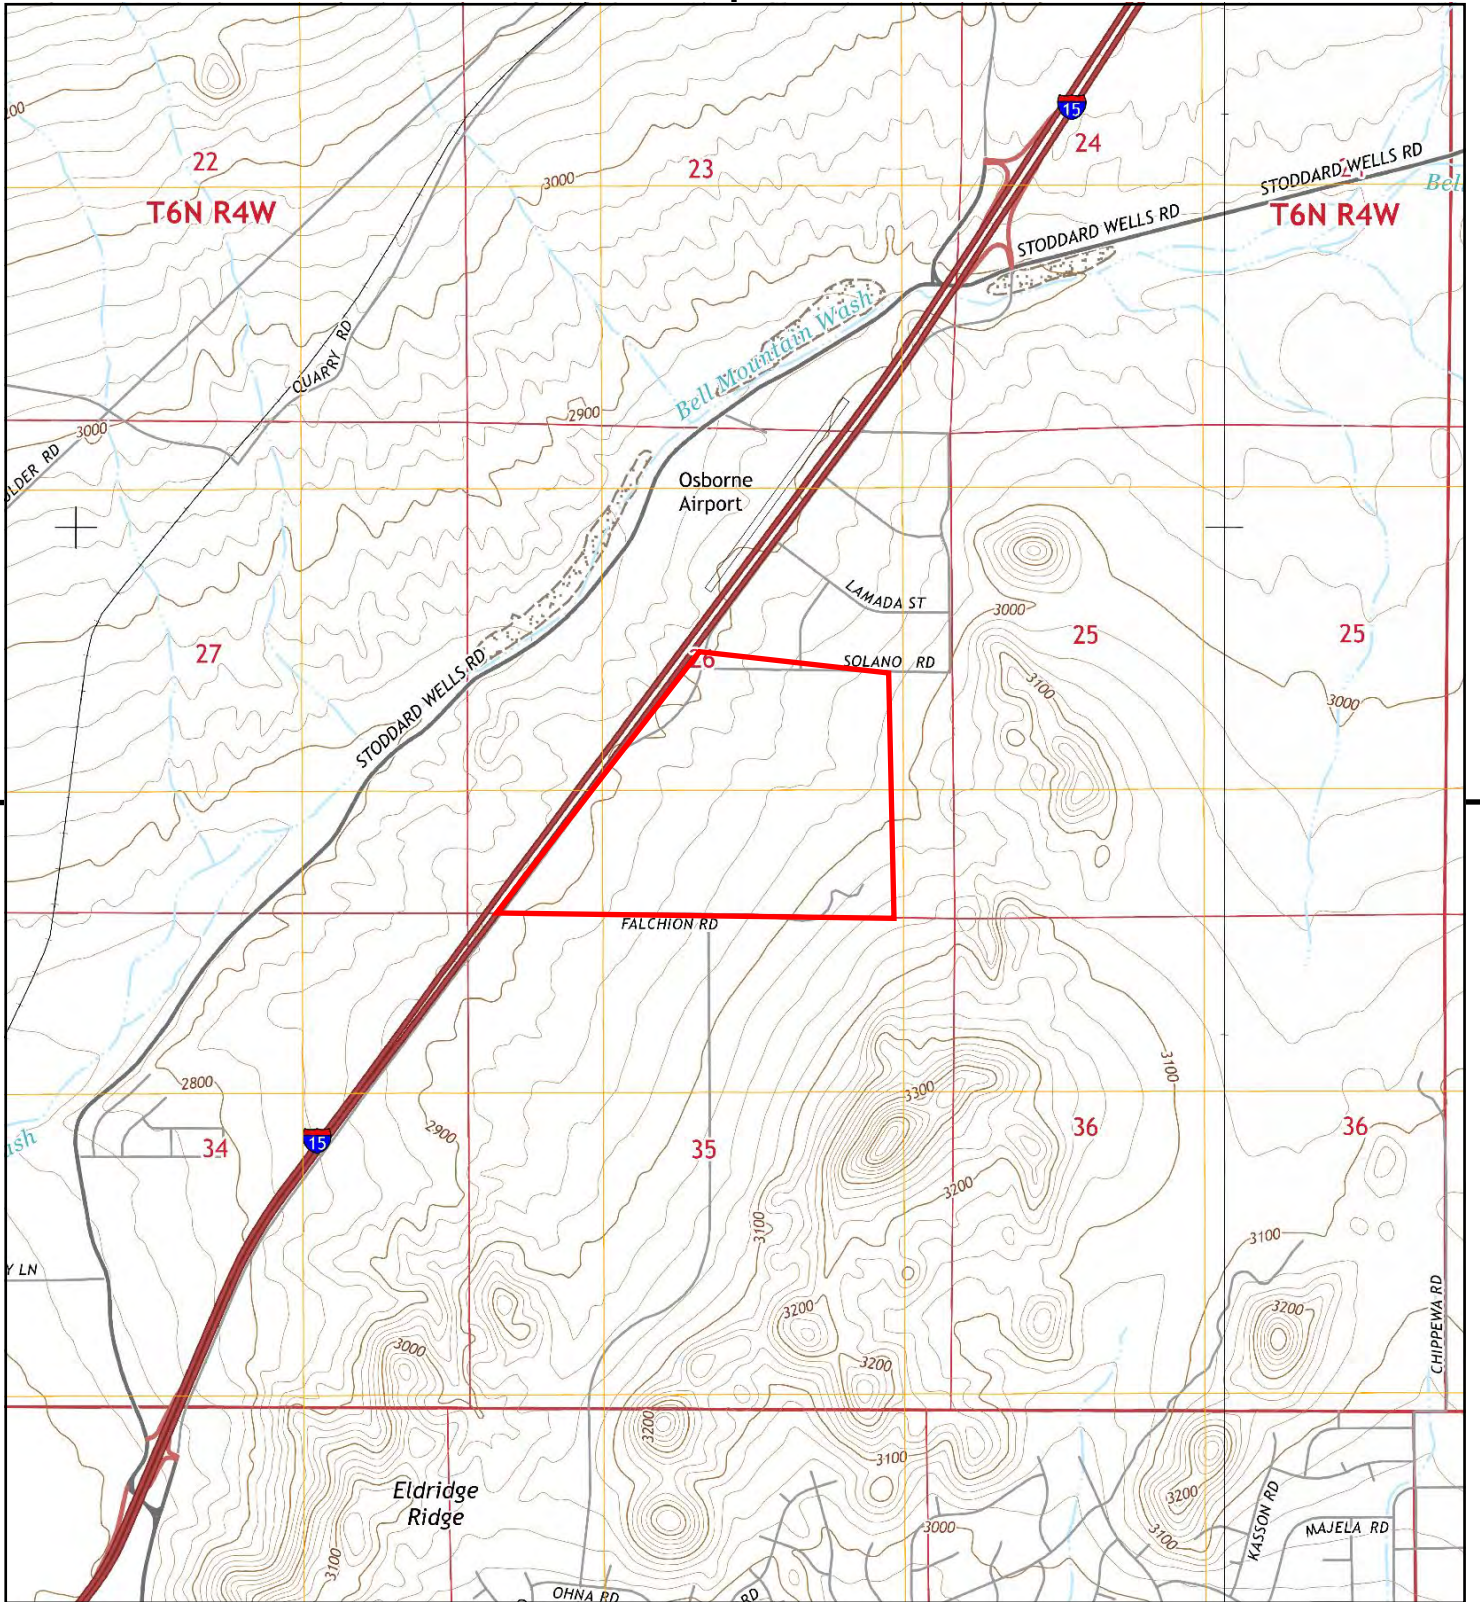 15
24
22
23
STODDARD WELLS RD
3000
T6N R4W
STODDARD WELLS RD
T6N R4W
Bell Mountain Wash
QUARRY RD
2900
3000
Osborne
Airport
LAMADA ST
3000
27
26
SOLANO RD
25
25
STODDARD WELLS RD
3100
3000
FALCHION RD
3100
2800
3300
2900
15
34
35
36
36
3200
3100
3100
Y LN
3200
3200
CHIPPEWA RD
3000
3200
3200
3100
Eldridge
Ridge
3200
3000
KASSON RD
MAJELA RD
3100
3100
OHNA RD
RD